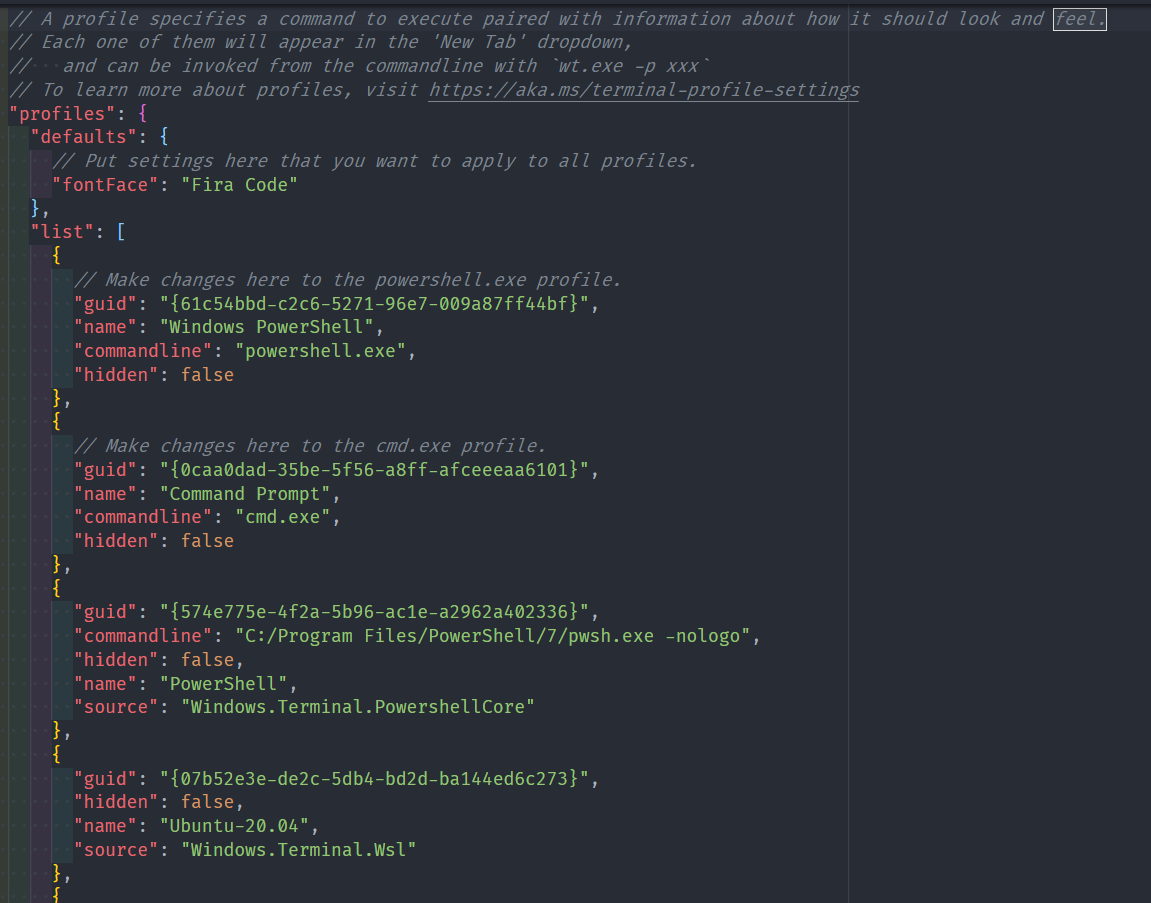 // A profile specifies a command to execute paired with information about how it should look and feel.
// Each one of them will appear in the 'New Tab' dropdown,
//   and can be invoked from the commandline with `wt.exe -p xxx`
// To learn more about profiles, visit https://aka.ms/terminal-profile-settings
"profiles": {
"defaults": {
// Put settings here that you want to apply to all profiles.
"fontFace": "Fira Code"
},
"list": [
{
// Make changes here to the powershell.exe profile.
"guid": "{61c54bbd-c2c6-5271-96e7-009a87ff44bf}",
"name": "Windows PowerShell",
"commandline": "powershell.exe",
"hidden": false
},
{
// Make changes here to the cmd.exe profile.
"guid": "{0caa0dad-35be-5f56-a8ff-afceeeaa6101}",
"name": "Command Prompt",
"commandline": "cmd.exe",
"hidden": false
},
{
"guid": "{574e775e-4f2a-5b96-ac1e-a2962a402336}",
"commandline": "C:/Program Files/PowerShell/7/pwsh.exe -nologo",
"hidden": false,
"name": "PowerShell",
"source": "Windows.Terminal.PowershellCore"
},
{
"guid": "{07b52e3e-de2c-5db4-bd2d-ba144ed6c273}",
"hidden": false,
"name": "Ubuntu-20.04",
"source": "Windows.Terminal.Wsl"
},
{